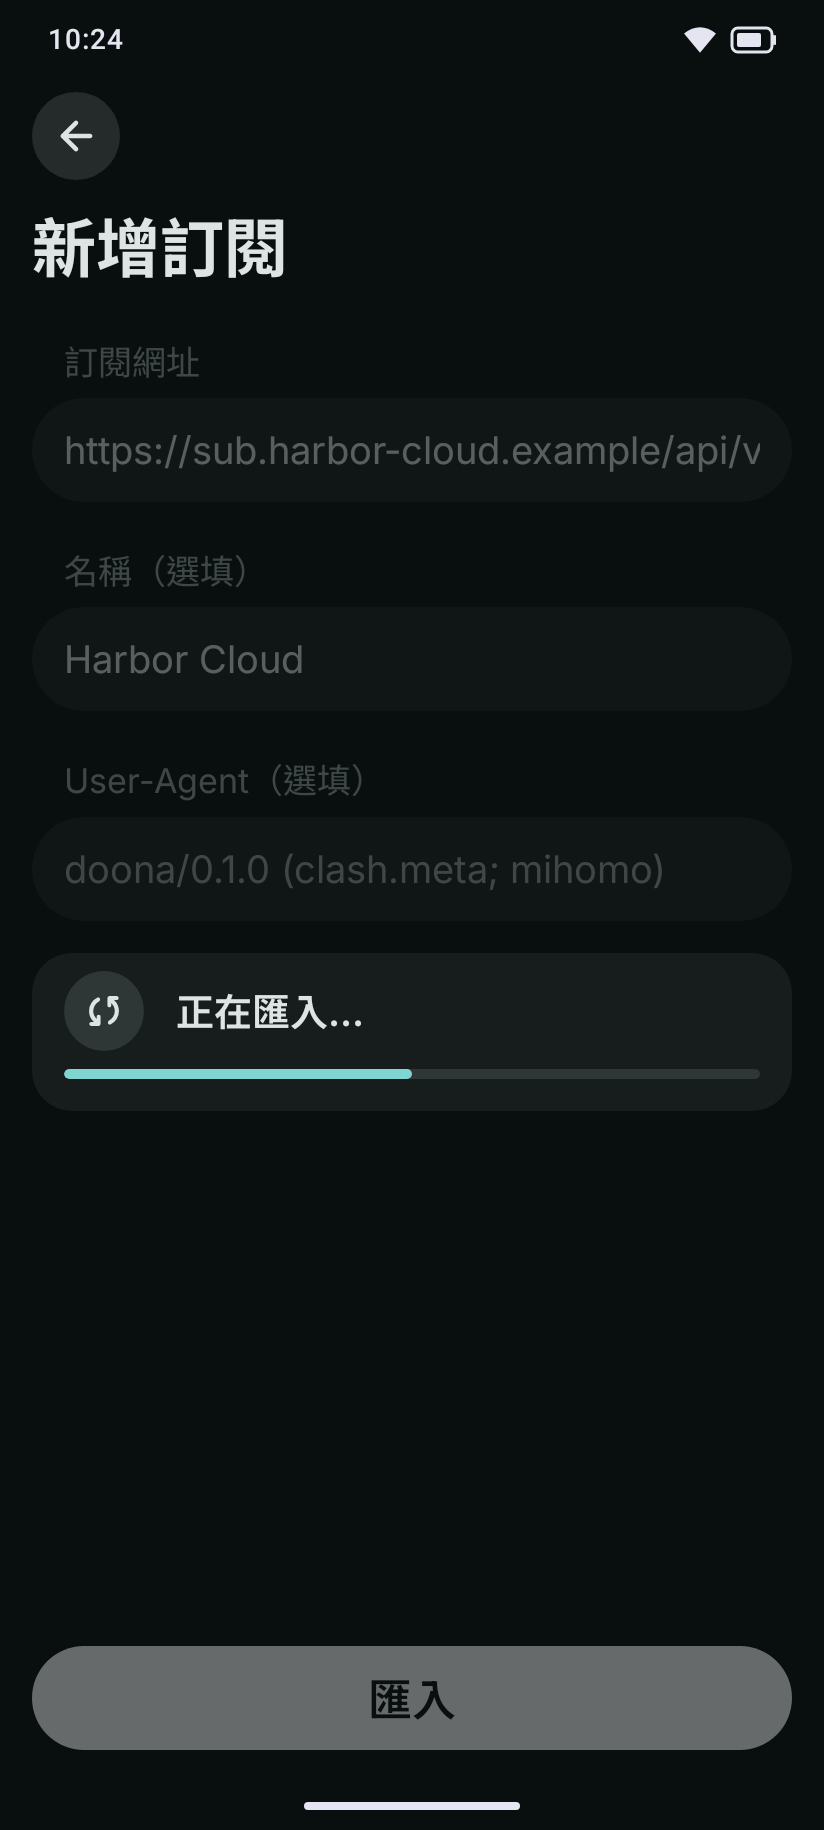 10:24
新增訂閱
訂閱網址
https://sub.harbor-cloud.example/api/v
名稱（選填）
Harbor Cloud
User-Agent（選填）
doona/0.1.0 (clash.meta; mihomo)
正在匯入...
匯入